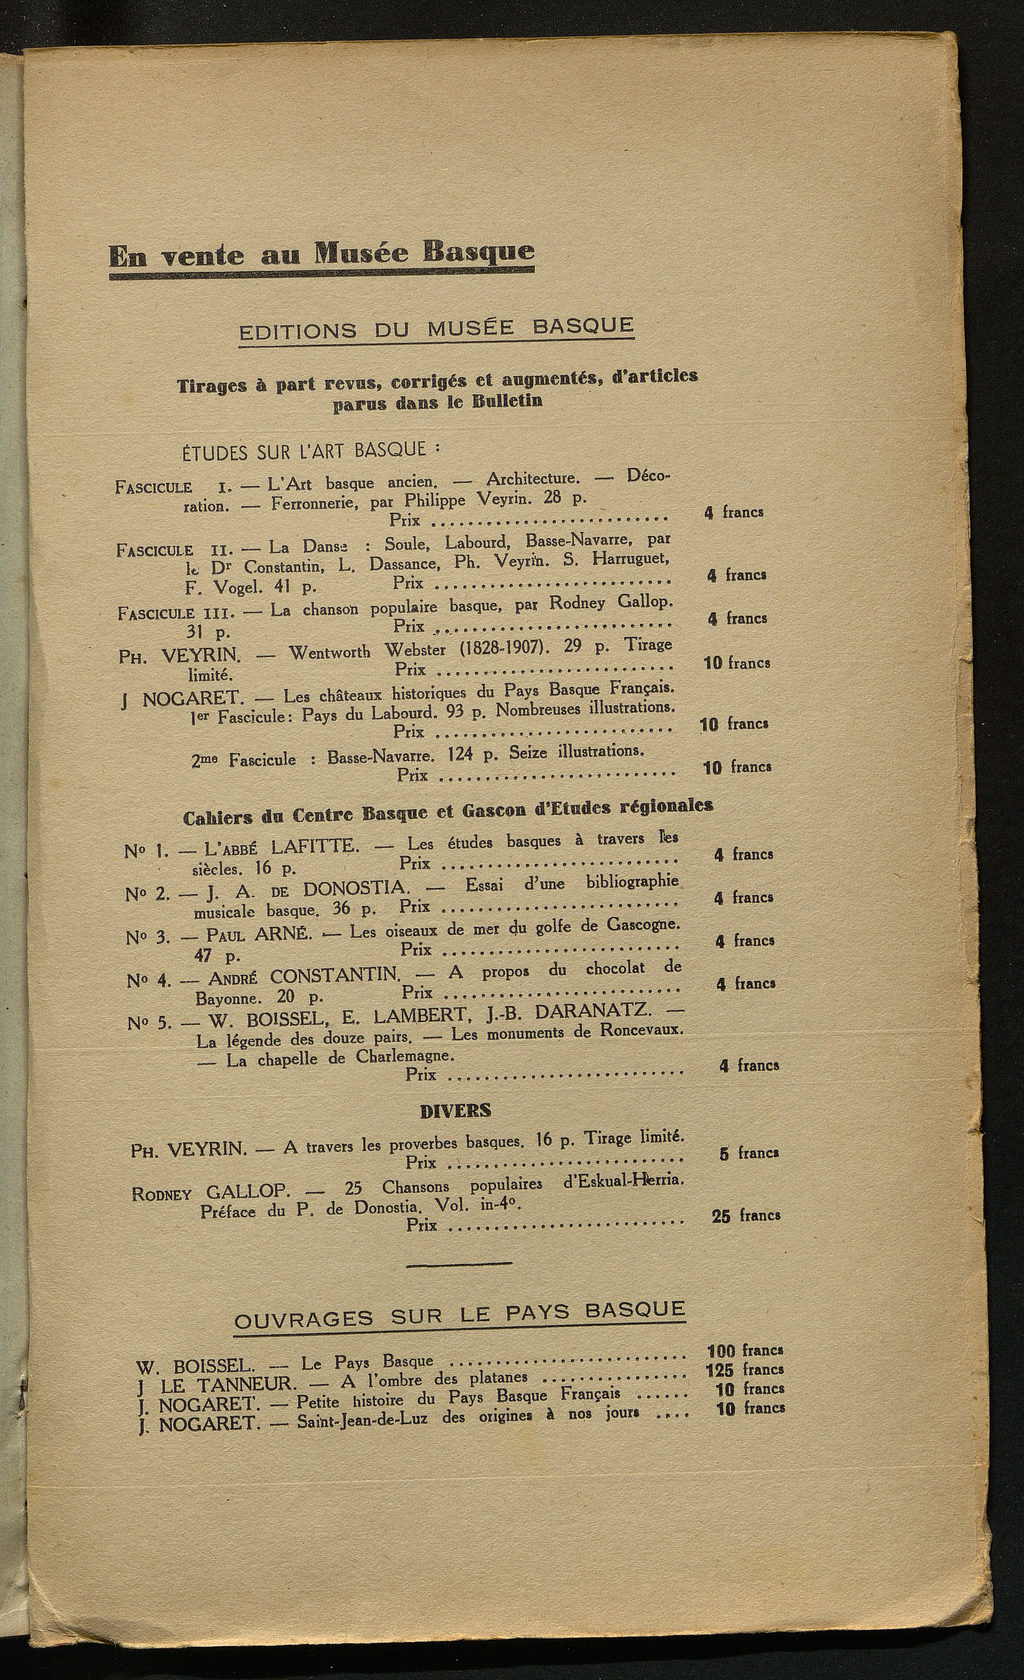 En vente au Musée Basque
EDITIONS DU MUSÉE BASQUE
Tirages à part revus, corrigés et augmentés, d'articles
parus dans le Bulletin
ÉTUDES SUR L'ART BASQUE :
FASCICULE I. — L'Art basque ancien. — Architecture. — Déco-
ration. — Ferronnerie, par Philippe Veyrin. 28 p.
Prix .......................... 4 francs
FASCICULE II. — La Danse : Soule, Labourd, Basse-Navarre, par
le Dr Constantin, L. Dassance, Ph. Veyrin. S. Harruguet,
F. Vogel. 41 p. Prix .......................... 4 francs
FASCICULE III. — La chanson populaire basque, par Rodney Gallop.
31 p. Prix .......................... 4 francs
PH. VEYRIN. — Wentworth Webster (1828-1907). 29 p. Tirage
limité. Prix .......................... 10 francs
J NOGARET. — Les châteaux historiques du Pays Basque Français.
1er Fascicule: Pays du Labourd. 93 p. Nombreuses illustrations.
Prix .......................... 10 francs
2me Fascicule : Basse-Navarre. 124 p. Seize illustrations.
Prix .......................... 10 francs
Cahiers du Centre Basque et Gascon d'Etudes régionales
No 1. — L'ABBÉ LAFITTE. — Les études basques à travers les
siècles. 16 p. Prix .......................... 4 francs
No 2. — J. A. DE DONOSTIA. — Essai d'une bibliographie
musicale basque. 36 p. Prix .......................... 4 francs
No 3. — PAUL ARNÉ. — Les oiseaux de mer du golfe de Gascogne.
47 p. Prix .......................... 4 francs
No 4. — ANDRÉ CONSTANTIN. — A propos du chocolat de
Bayonne. 20 p. Prix .......................... 4 francs
No 5. — W. BOISSEL, E. LAMBERT, J.-B. DARANATZ. —
La légende des douze pairs. — Les monuments de Roncevaux.
— La chapelle de Charlemagne.
Prix .......................... 4 francs
DIVERS
PH. VEYRIN. — A travers les proverbes basques. 16 p. Tirage limité.
Prix .......................... 5 francs
RODNEY GALLOP. — 25 Chansons populaires d'Eskual-Herria.
Préface du P. de Donostia. Vol. in-4o.
Prix .......................... 25 francs
OUVRAGES SUR LE PAYS BASQUE
W. BOISSEL. — Le Pays Basque .......................... 100 francs
J LE TANNEUR. — A l'ombre des platanes ................ 125 francs
J. NOGARET. — Petite histoire du Pays Basque Français ...... 10 francs
J. NOGARET. — Saint-Jean-de-Luz des origines à nos jours .... 10 francs